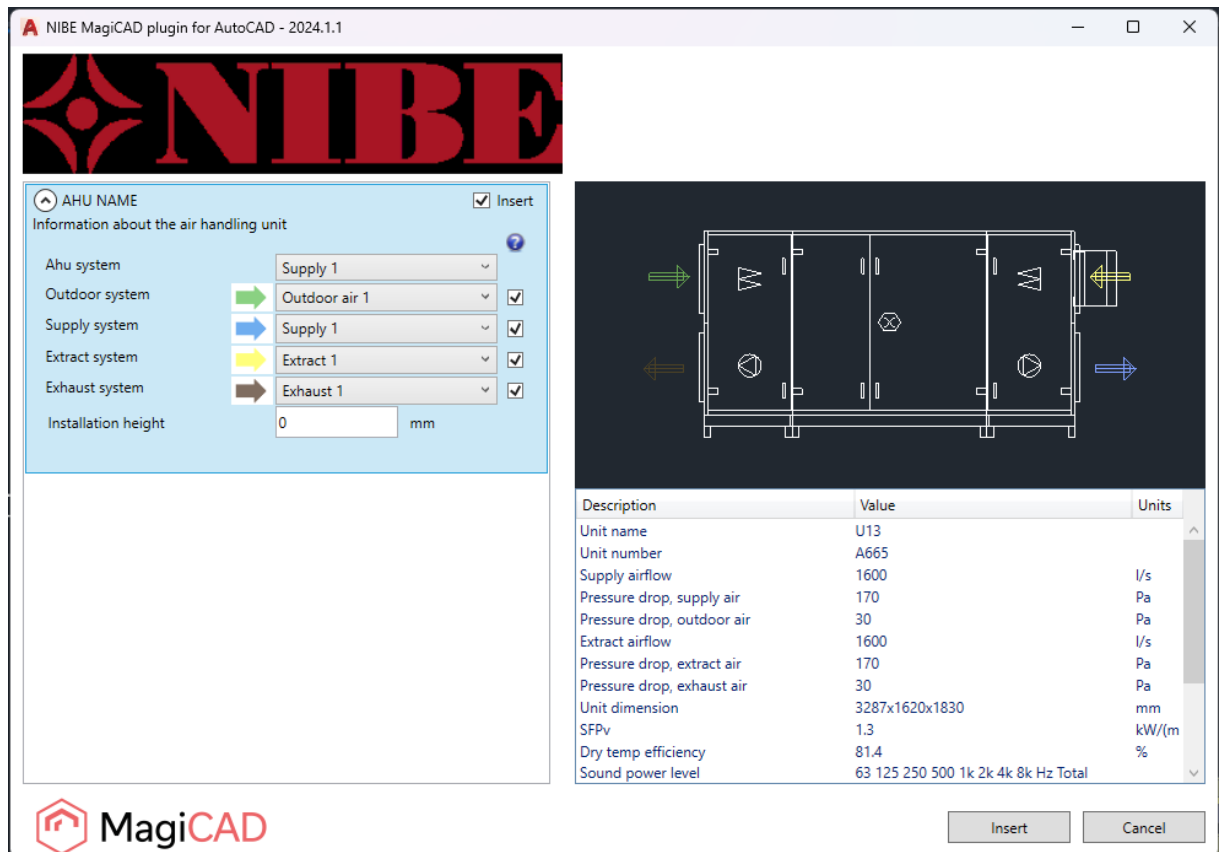 NIBE MagiCAD plugin for AutoCAD - 2024.1.1
NIBE
AHU NAME Insert
Information about the air handling unit
Ahu system Supply 1
Outdoor system Outdoor air 1
Supply system Supply 1
Extract system Extract 1
Exhaust system Exhaust 1
Installation height 0 mm
Description Value Units
Unit name U13
Unit number A665
Supply airflow 1600 l/s
Pressure drop, supply air 170 Pa
Pressure drop, outdoor air 30 Pa
Extract airflow 1600 l/s
Pressure drop, extract air 170 Pa
Pressure drop, exhaust air 30 Pa
Unit dimension 3287x1620x1830 mm
SFPv 1.3 kW/(m
Dry temp efficiency 81.4 %
Sound power level 63 125 250 500 1k 2k 4k 8k Hz Total
MagiCAD
Insert Cancel